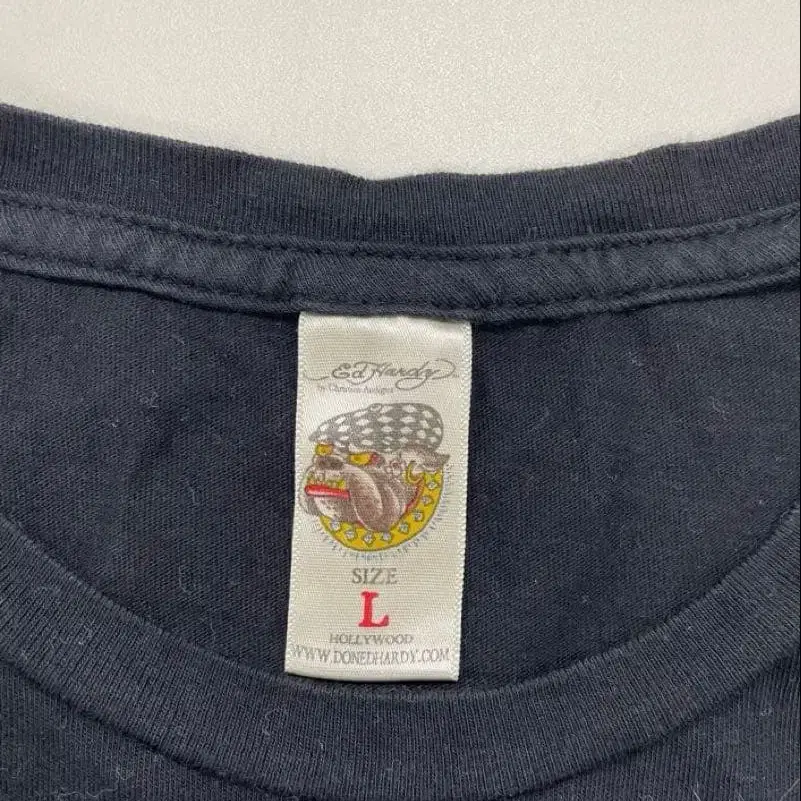 Ed Hardy
by Christian Audigier
SIZE
L
HOLLYWOOD
WWW.DONEDHARDY.COM